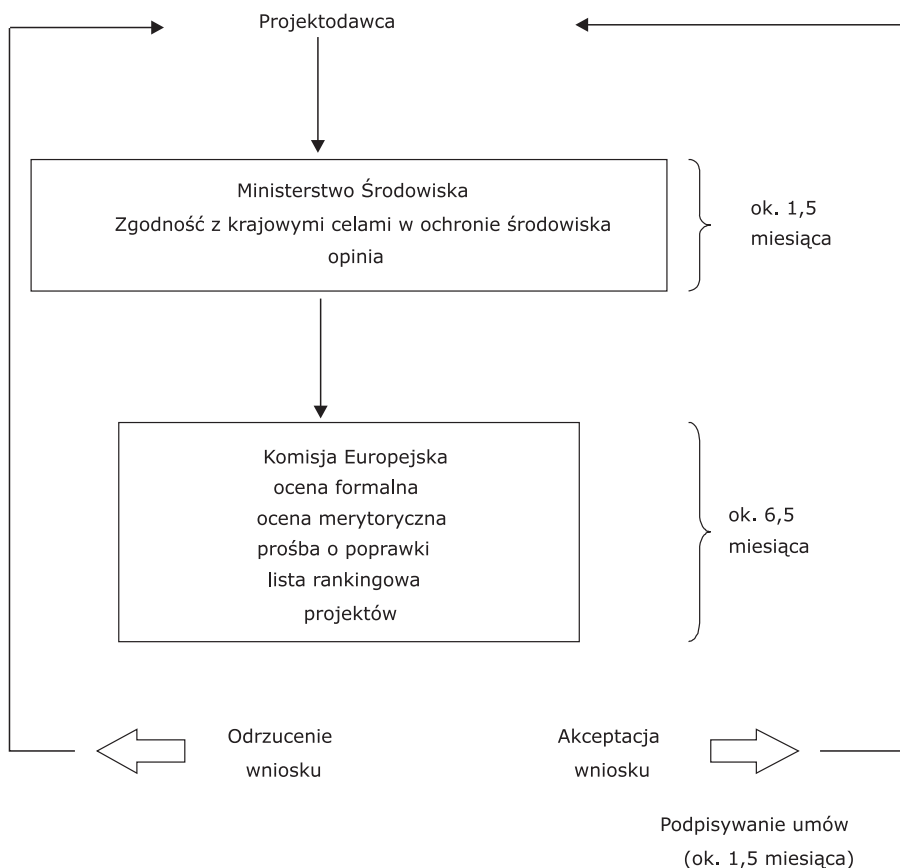 Projektodawca
Ministerstwo Środowiska
Zgodność z krajowymi celami w ochronie środowiska
opinia
ok. 1,5
miesiąca
Komisja Europejska
ocena formalna
ocena merytoryczna
prośba o poprawki
lista rankingowa
projektów
ok. 6,5
miesiąca
Odrzucenie
wniosku
Akceptacja
wniosku
Podpisywanie umów
(ok. 1,5 miesiąca)